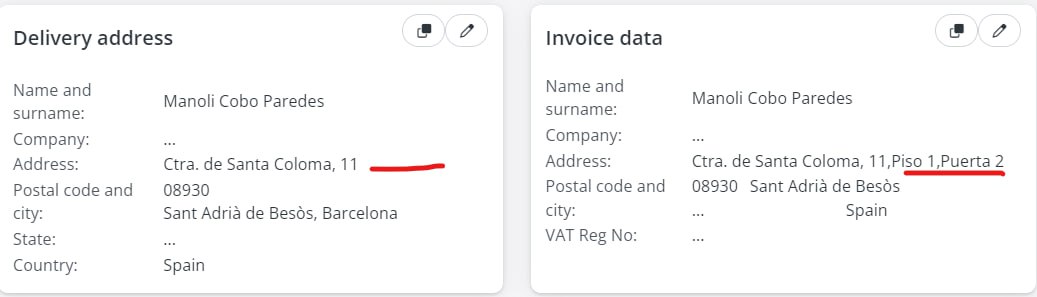 Delivery address
Name and
surname:
Manoli Cobo Paredes
Company:
...
Address:
Ctra. de Santa Coloma, 11
Postal code and
city:
08930
Sant Adrià de Besòs, Barcelona
State:
...
Country:
Spain
Invoice data
Name and
surname:
Manoli Cobo Paredes
Company:
...
Address:
Ctra. de Santa Coloma, 11,Piso 1,Puerta 2
Postal code and
city:
08930 Sant Adrià de Besòs
... Spain
VAT Reg No:
...